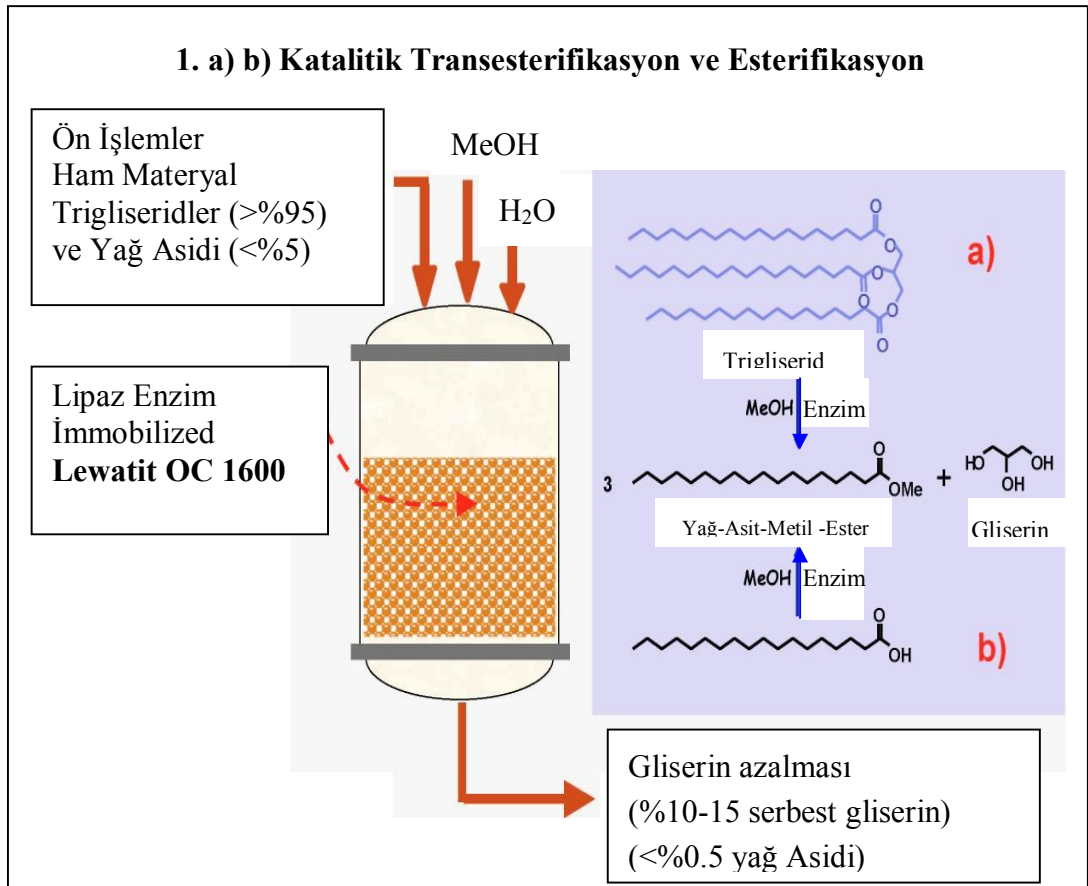 1. a) b) Katalitik Transesterifikasyon ve Esterifikasyon
Ön İşlemler
Ham Materyal
Trigliseridler (>%95)
ve Yağ Asidi (<%5)
MeOH
H₂O
Lipaz Enzim
İmmobilized
Lewatit OC 1600
a)
O
O
O
O
O
O
Trigliserid
MeOH Enzim
3
O
OMe
+
HO
OH
OH
Yağ-Asit-Metil -Ester
Gliserin
MeOH Enzim
O
OH
b)
Gliserin azalması
(%10-15 serbest gliserin)
(<%0.5 yağ Asidi)